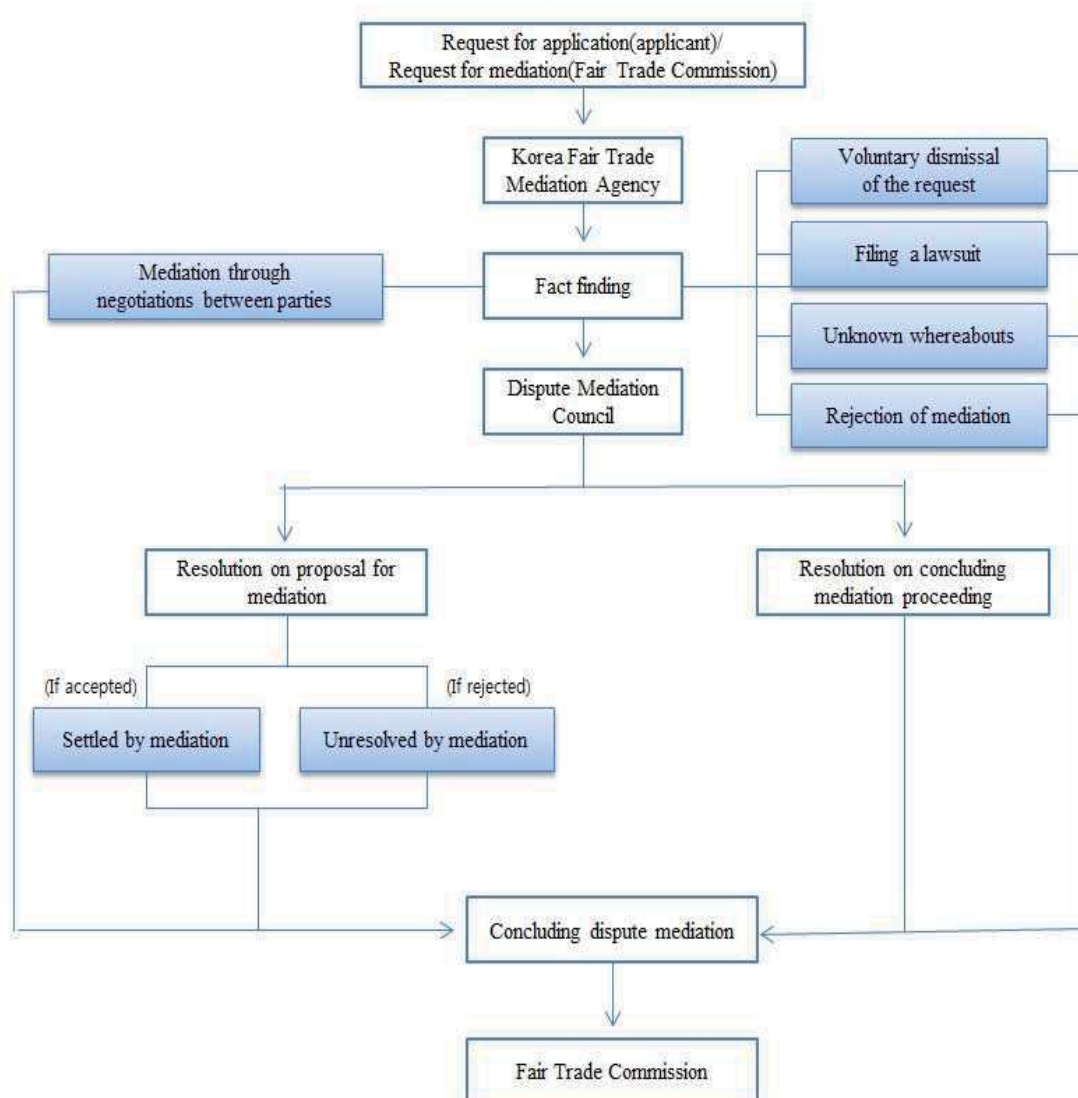 Request for application(applicant)/
Request for mediation(Fair Trade Commission)
Korea Fair Trade
Mediation Agency
Voluntary dismissal
of the request
Filing a lawsuit
Mediation through
negotiations between parties
Fact finding
Unknown whereabouts
Dispute Mediation
Council
Rejection of mediation
Resolution on proposal for
mediation
Resolution on concluding
mediation proceeding
(If accepted)
(If rejected)
Settled by mediation
Unresolved by mediation
Concluding dispute mediation
Fair Trade Commission